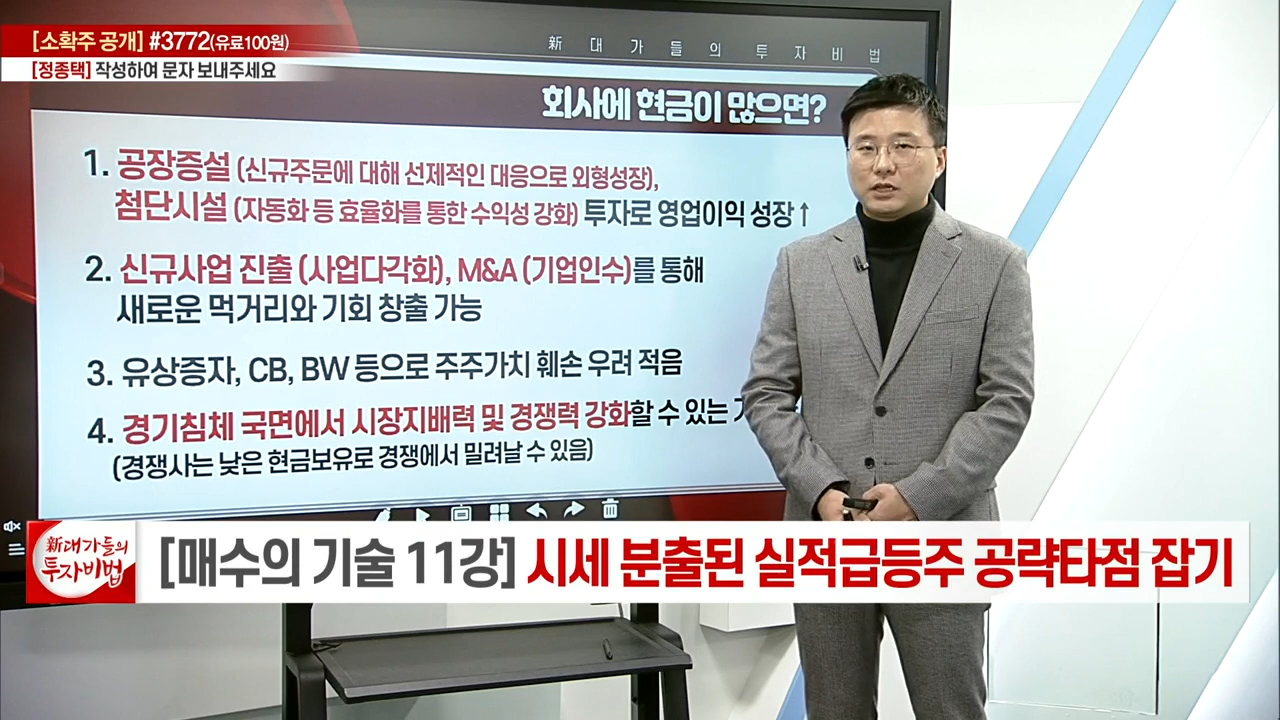 [소확주 공개] #3772(유료100원)
[정종택] 작성하여 문자 보내주세요
新 대 가 들 의 투 자 비 법
회사에 현금이 많으면?
1. 공장증설 (신규주문에 대해 선제적인 대응으로 외형성장),
첨단시설 (자동화 등 효율화를 통한 수익성 강화) 투자로 영업이익 성장↑
2. 신규사업 진출 (사업다각화), M&A (기업인수)를 통해
새로운 먹거리와 기회 창출 가능
3. 유상증자, CB, BW 등으로 주주가치 훼손 우려 적음
4. 경기침체 국면에서 시장지배력 및 경쟁력 강화할 수 있는
(경쟁사는 낮은 현금보유로 경쟁에서 밀려날 수 있음)
新대가들의
투자비법
[매수의 기술 11강] 시세 분출된 실적급등주 공략타점 잡기